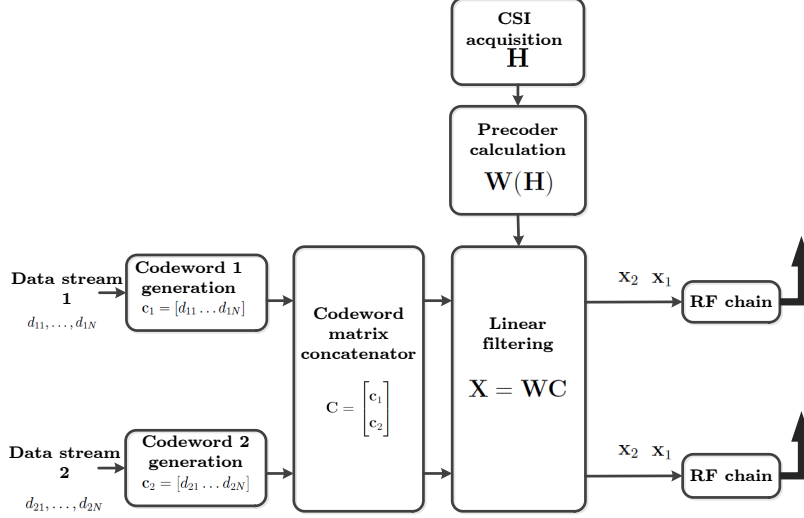 CSI
acquisition
H
Precoder
calculation
W(H)
Data stream
1
d₁₁, . . . , d₁N
Codeword 1
generation
c₁ = [d₁₁ . . . d₁N]
Codeword
matrix
concatenator
C = [c₁
c₂]
Linear
filtering
X = WC
x₂ x₁
RF chain
Data stream
2
d₂₁, . . . , d₂N
Codeword 2
generation
c₂ = [d₂₁ . . . d₂N]
x₂ x₁
RF chain